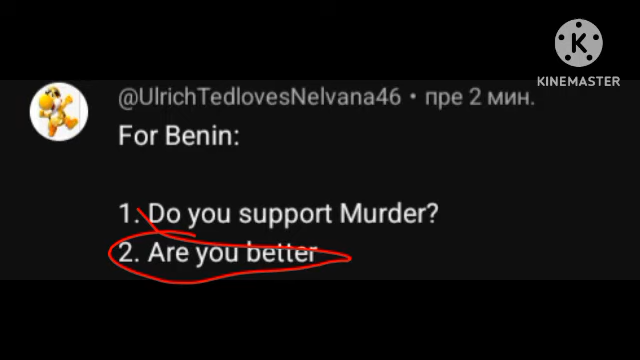 KINEMASTER
@UlrichTedlovesNelvana46 • пре 2 мин.
For Benin:
1. Do you support Murder?
2. Are you better